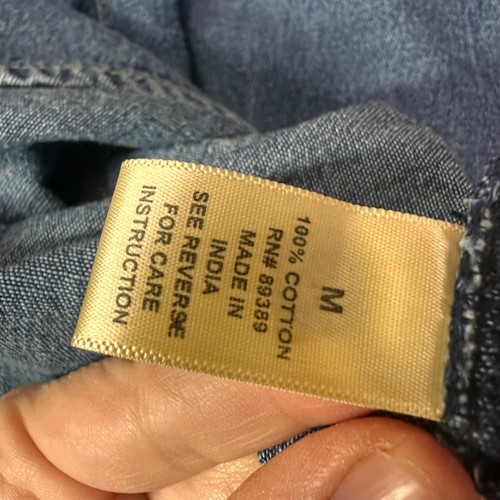 M
100% COTTON
RN# 89389
MADE IN
INDIA
SEE REVERSE
FOR CARE
INSTRUCTION